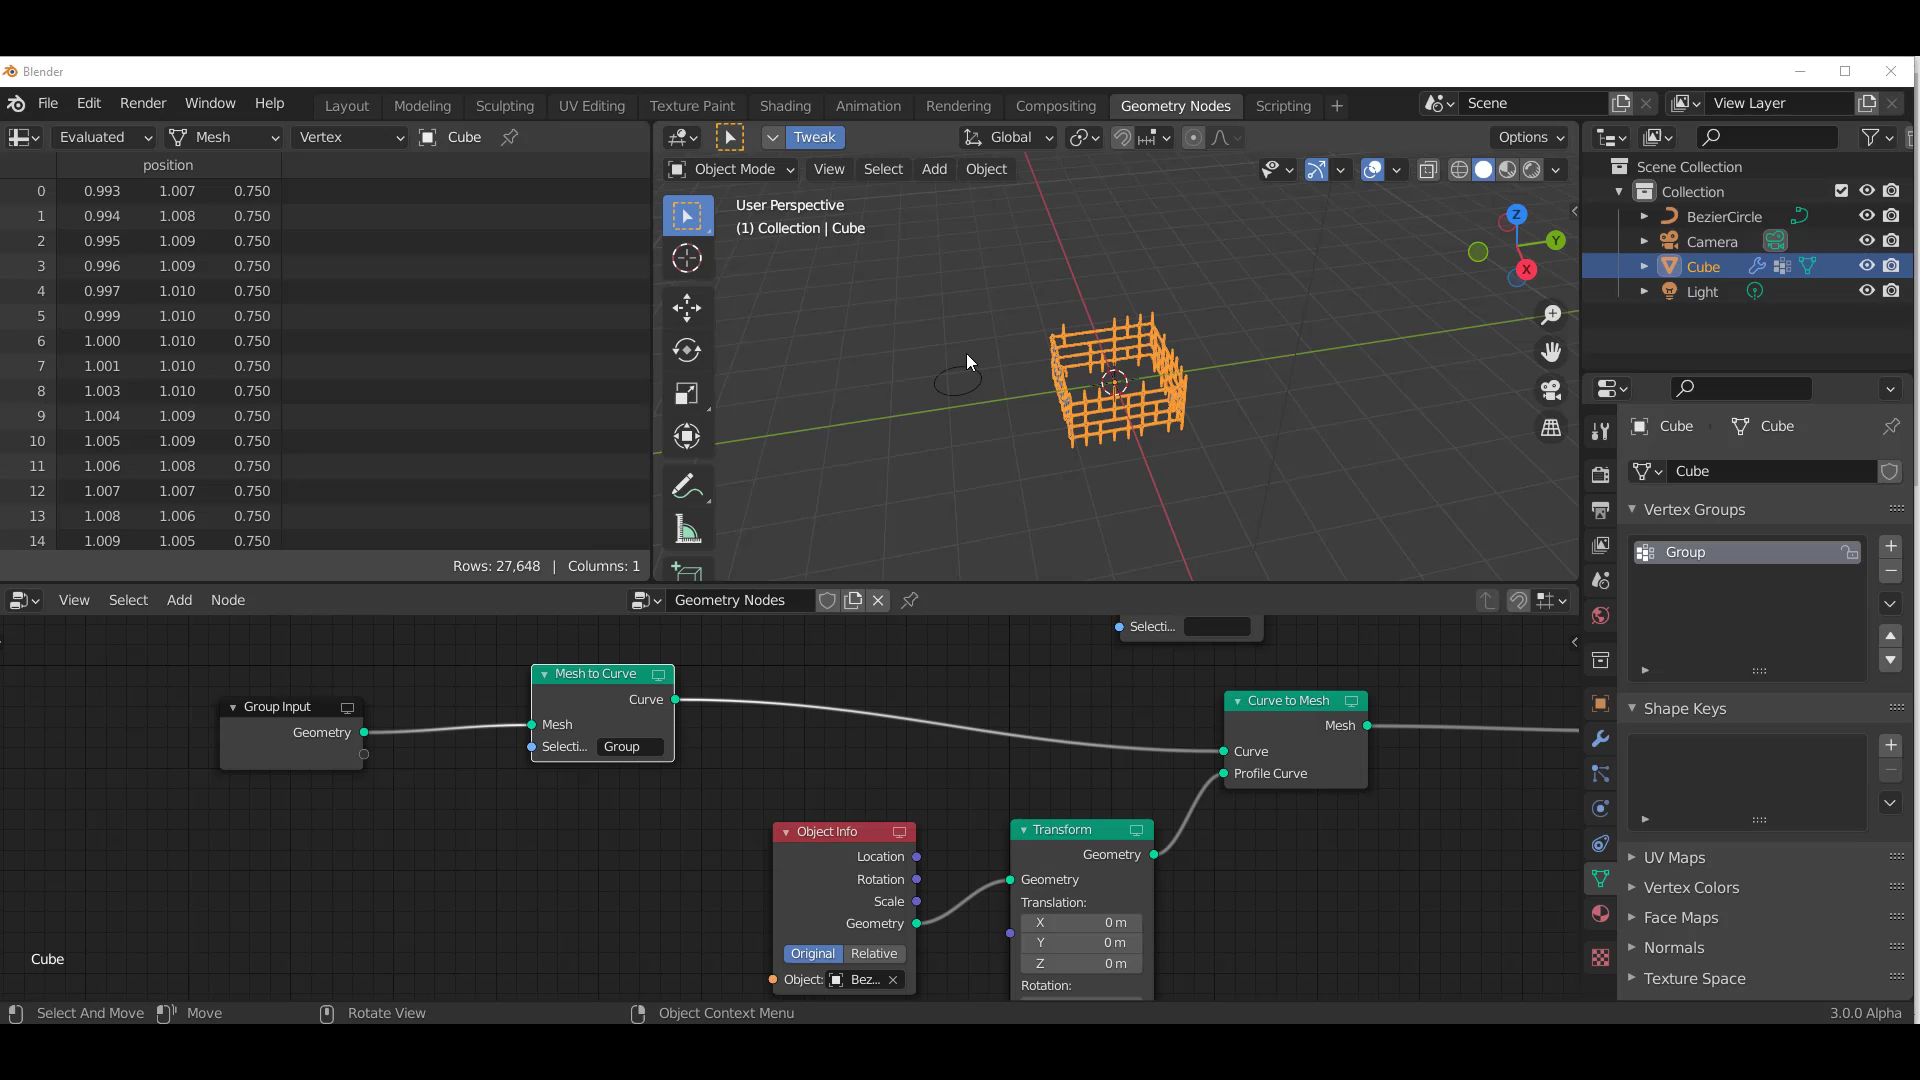 Blender
File Edit Render Window Help Layout Modeling Sculpting UV Editing Texture Paint Shading Animation Rendering Compositing Geometry Nodes Scripting + Scene View Layer
Evaluated Mesh Vertex Cube
position
0 0.993 1.007 0.750
1 0.994 1.008 0.750
2 0.995 1.009 0.750
3 0.996 1.009 0.750
4 0.997 1.010 0.750
5 0.999 1.010 0.750
6 1.000 1.010 0.750
7 1.001 1.010 0.750
8 1.003 1.010 0.750
9 1.004 1.009 0.750
10 1.005 1.009 0.750
11 1.006 1.008 0.750
12 1.007 1.007 0.750
13 1.008 1.006 0.750
14 1.009 1.005 0.750
Rows: 27,648 | Columns: 1
Tweak Global Options
Object Mode View Select Add Object
User Perspective
(1) Collection | Cube
Z
Y
X
Scene Collection
Collection
BezierCircle
Camera
Cube
Light
Cube Cube
Cube
Vertex Groups
Group
Shape Keys
UV Maps
Vertex Colors
Face Maps
Normals
Texture Space
View Select Add Node Geometry Nodes
Selecti...
Group Input
Geometry
Mesh to Curve
Curve
Mesh
Selecti... Group
Curve to Mesh
Mesh
Curve
Profile Curve
Object Info
Location
Rotation
Scale
Geometry
Original Relative
Object: Bez...
Transform
Geometry
Geometry
Translation:
X 0 m
Y 0 m
Z 0 m
Rotation:
Cube
Select And Move Move Rotate View Object Context Menu 3.0.0 Alpha